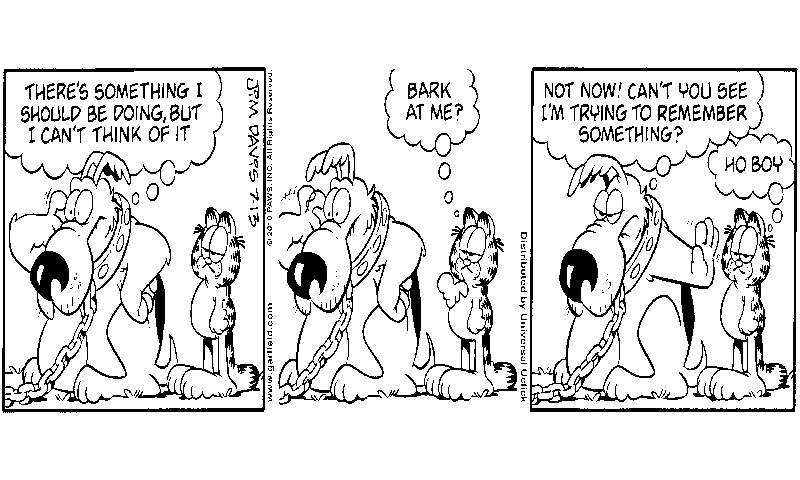 THERE'S SOMETHING I
SHOULD BE DOING, BUT
I CAN'T THINK OF IT
JIM DAVIS 7-13
© 2010 PAWS, INC. All Rights Reserved.
www.garfield.com
BARK
AT ME?
Distributed by Universal Uclick
NOT NOW! CAN'T YOU SEE
I'M TRYING TO REMEMBER
SOMETHING?
HO BOY